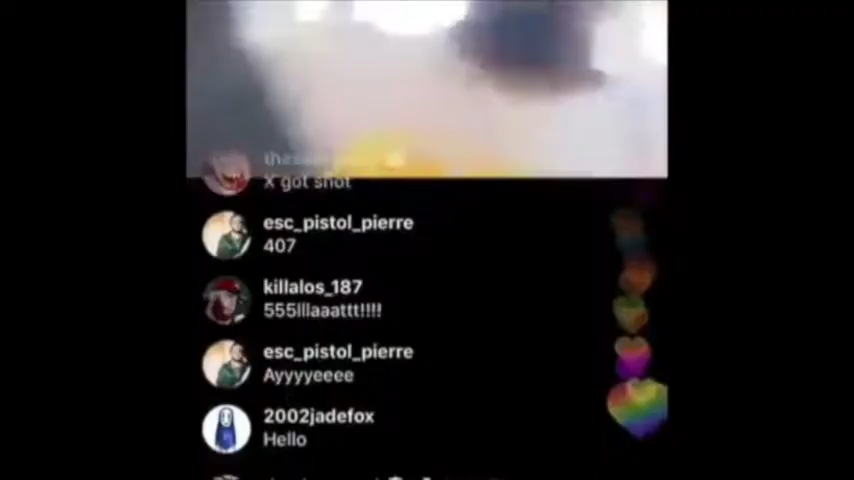 X got shot
esc_pistol_pierre
407
killalos_187
555lllaaattt!!!!
esc_pistol_pierre
Ayyyyeeee
2002jadefox
Hello